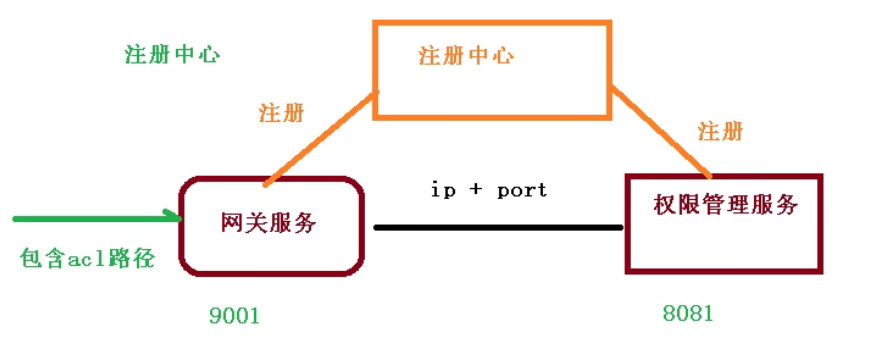 注册中心
注册中心
注册
注册
ip + port
权限管理服务
网关服务
包含acl路径
9001
8081